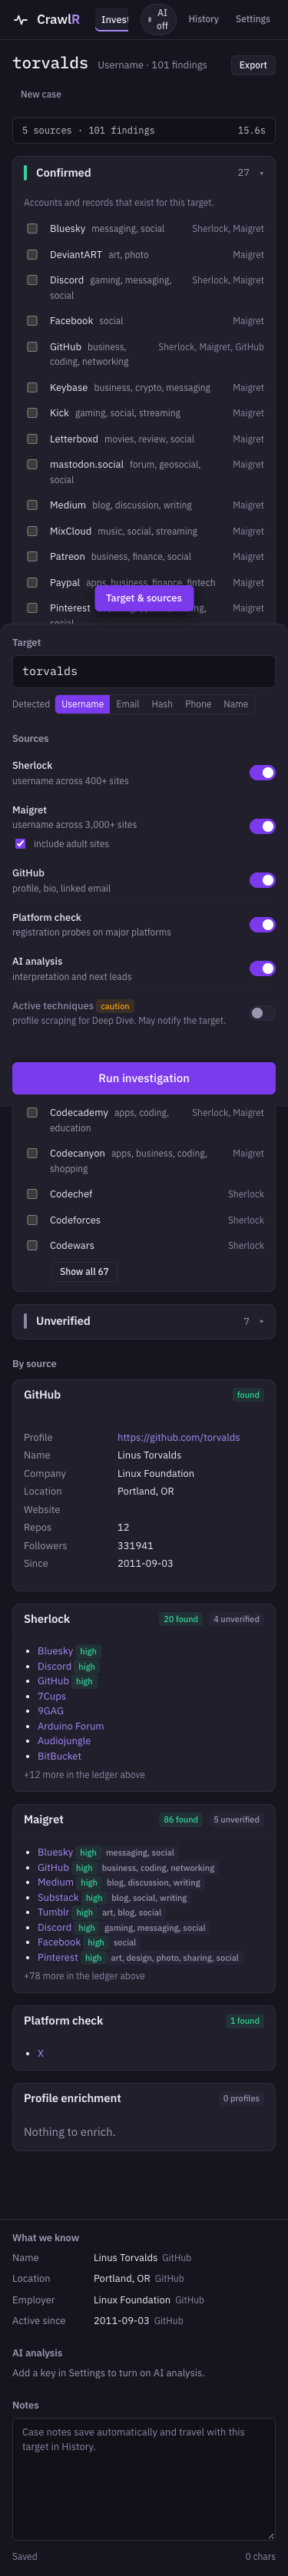 CrawlR Invest AI off History Settings
torvalds Username · 101 findings Export
New case
5 sources · 101 findings 15.6s
Confirmed 27
Accounts and records that exist for this target.
Bluesky messaging, social Sherlock, Maigret
DeviantART art, photo Maigret
Discord gaming, messaging, Sherlock, Maigret
social
Facebook social Maigret
GitHub business, Sherlock, Maigret, GitHub
coding, networking
Keybase business, crypto, messaging Maigret
Kick gaming, social, streaming Maigret
Letterboxd movies, review, social Maigret
mastodon.social forum, geosocial, Maigret
social
Medium blog, discussion, writing Maigret
MixCloud music, social, streaming Maigret
Patreon business, finance, social Maigret
Paypal apps, business, finance, fintech Maigret
Target & sources
Pinterest Maigret
Target
torvalds
Detected Username Email Hash Phone Name
Sources
Sherlock
username across 400+ sites
Maigret
username across 3,000+ sites
include adult sites
GitHub
profile, bio, linked email
Platform check
registration probes on major platforms
AI analysis
interpretation and next leads
Active techniques caution
profile scraping for Deep Dive. May notify the target.
Run investigation
Codecademy apps, coding, Sherlock, Maigret
education
Codecanyon apps, business, coding, Maigret
shopping
Codechef Sherlock
Codeforces Sherlock
Codewars Sherlock
Show all 67
Unverified 7
By source
GitHub found
Profile https://github.com/torvalds
Name Linus Torvalds
Company Linux Foundation
Location Portland, OR
Website
Repos 12
Followers 331941
Since 2011-09-03
Sherlock 20 found 4 unverified
Bluesky high
Discord high
GitHub high
7Cups
9GAG
Arduino Forum
Audiojungle
BitBucket
+12 more in the ledger above
Maigret 86 found 5 unverified
Bluesky high messaging, social
GitHub high business, coding, networking
Medium high blog, discussion, writing
Substack high blog, social, writing
Tumblr high art, blog, social
Discord high gaming, messaging, social
Facebook high social
Pinterest high art, design, photo, sharing, social
+78 more in the ledger above
Platform check 1 found
X
Profile enrichment 0 profiles
Nothing to enrich.
What we know
Name Linus Torvalds GitHub
Location Portland, OR GitHub
Employer Linux Foundation GitHub
Active since 2011-09-03 GitHub
AI analysis
Add a key in Settings to turn on AI analysis.
Notes
Case notes save automatically and travel with this
target in History.
Saved 0 chars